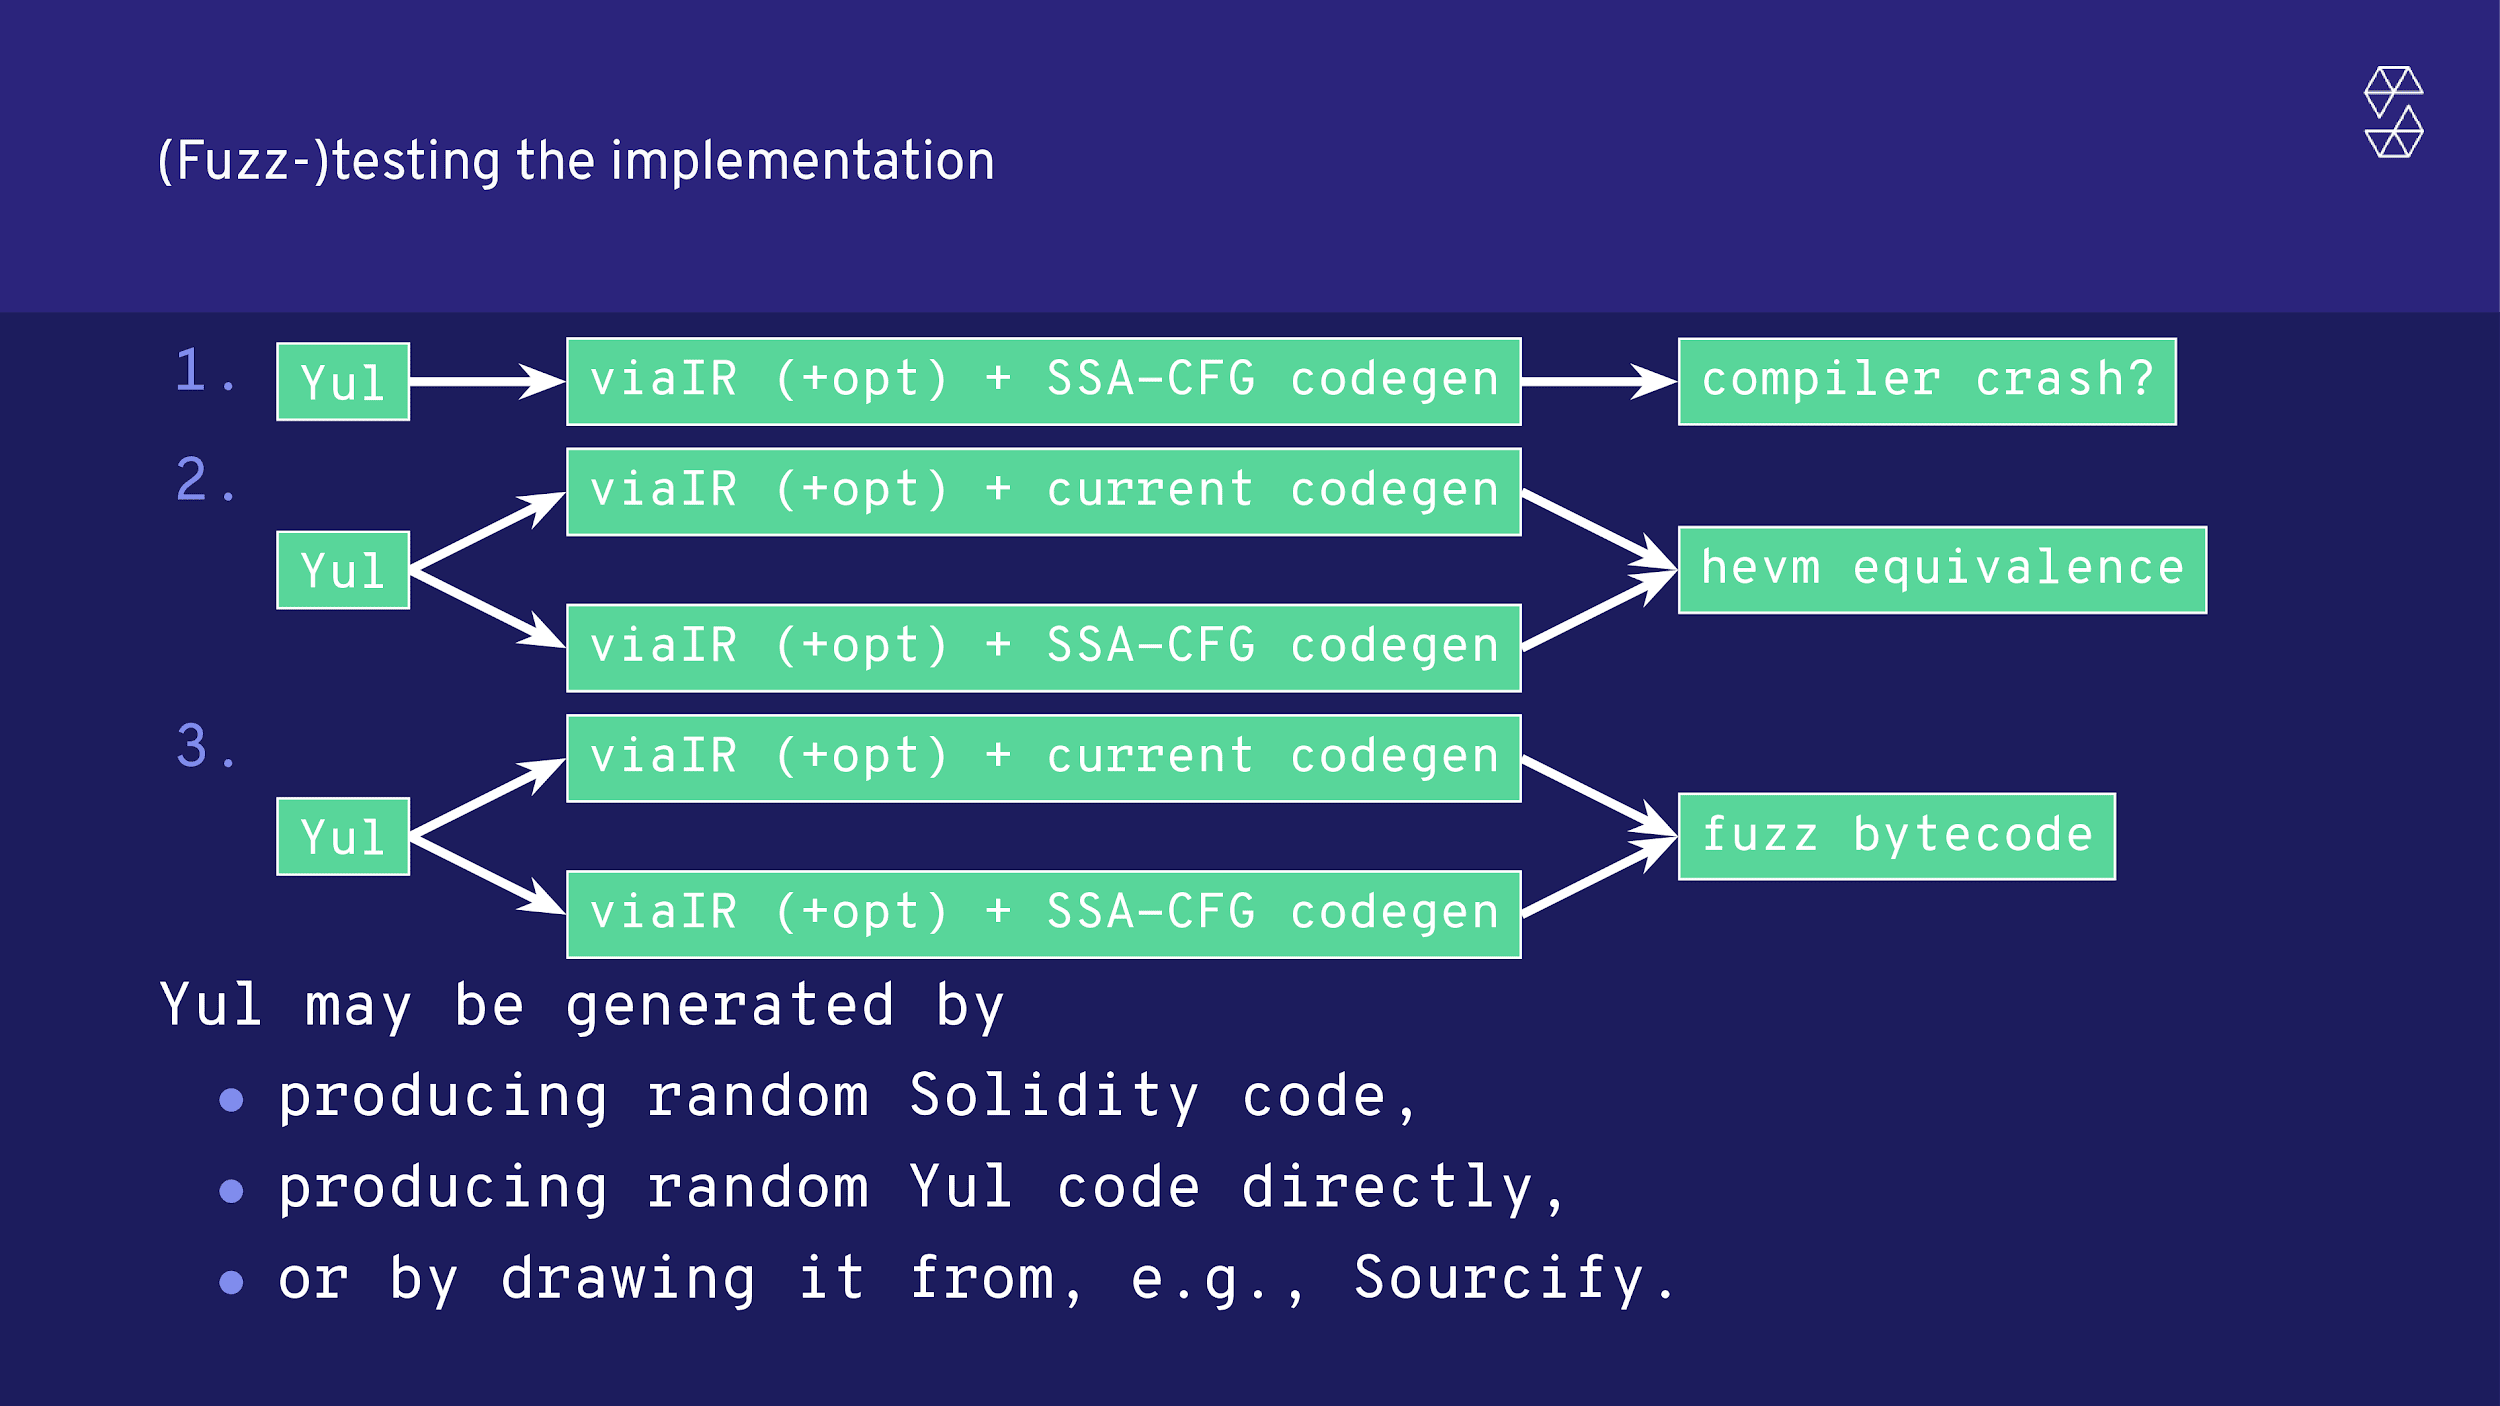 (Fuzz-)testing the implementation
1. Yul viaIR (+opt) + SSA-CFG codegen compiler crash?
2.
viaIR (+opt) + current codegen
Yul hevm equivalence
viaIR (+opt) + SSA-CFG codegen
3.
viaIR (+opt) + current codegen
Yul fuzz bytecode
viaIR (+opt) + SSA-CFG codegen
Yul may be generated by
• producing random Solidity code,
• producing random Yul code directly,
• or by drawing it from, e.g., Sourcify.